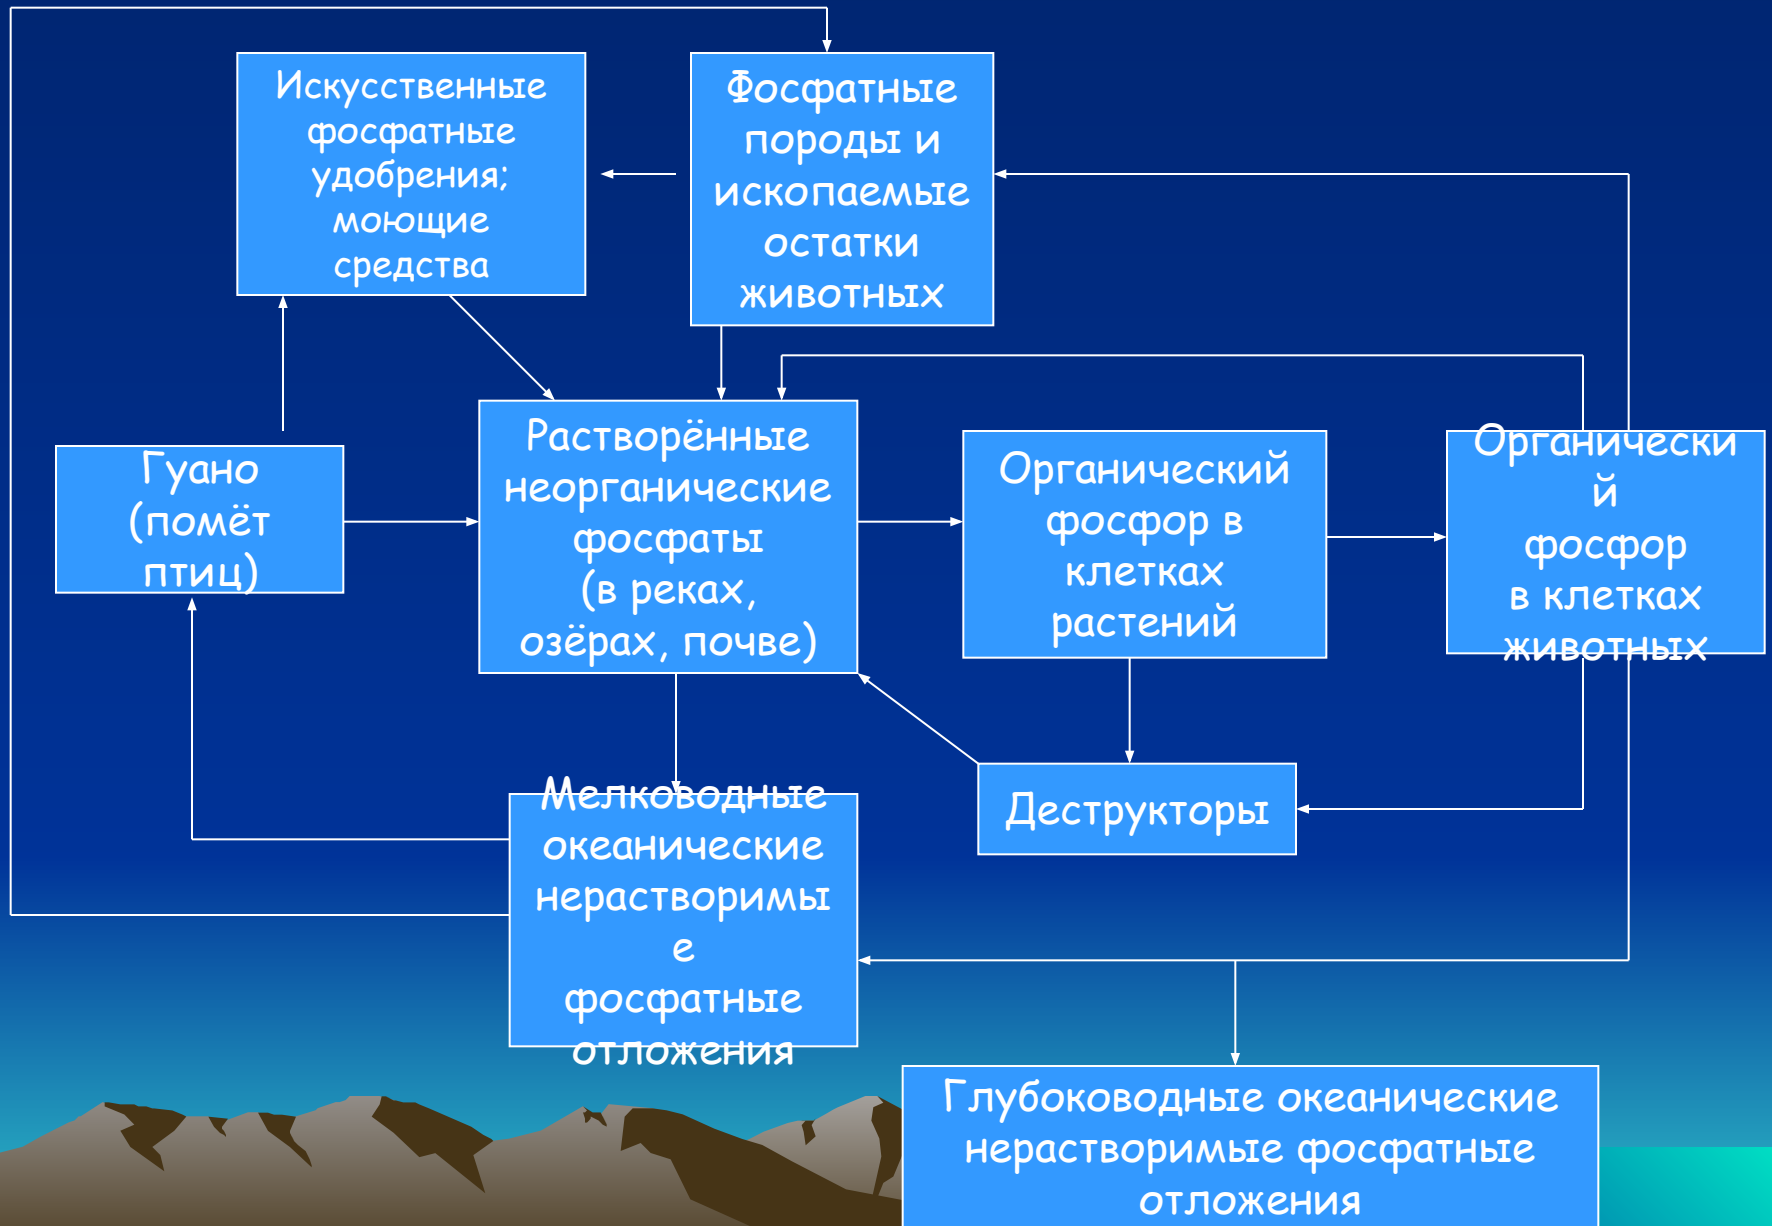 Искусственные
фосфатные
удобрения;
моющие
средства
Фосфатные
породы и
ископаемые
остатки
животных
Гуано
(помёт
птиц)
Растворённые
неорганические
фосфаты
(в реках,
озёрах, почве)
Органический
фосфор в
клетках
растений
Органически
й
фосфор
в клетках
животных
Деструкторы
Мелководные
океанические
нерастворимы
е
фосфатные
отложения
Глубоководные океанические
нерастворимые фосфатные
отложения